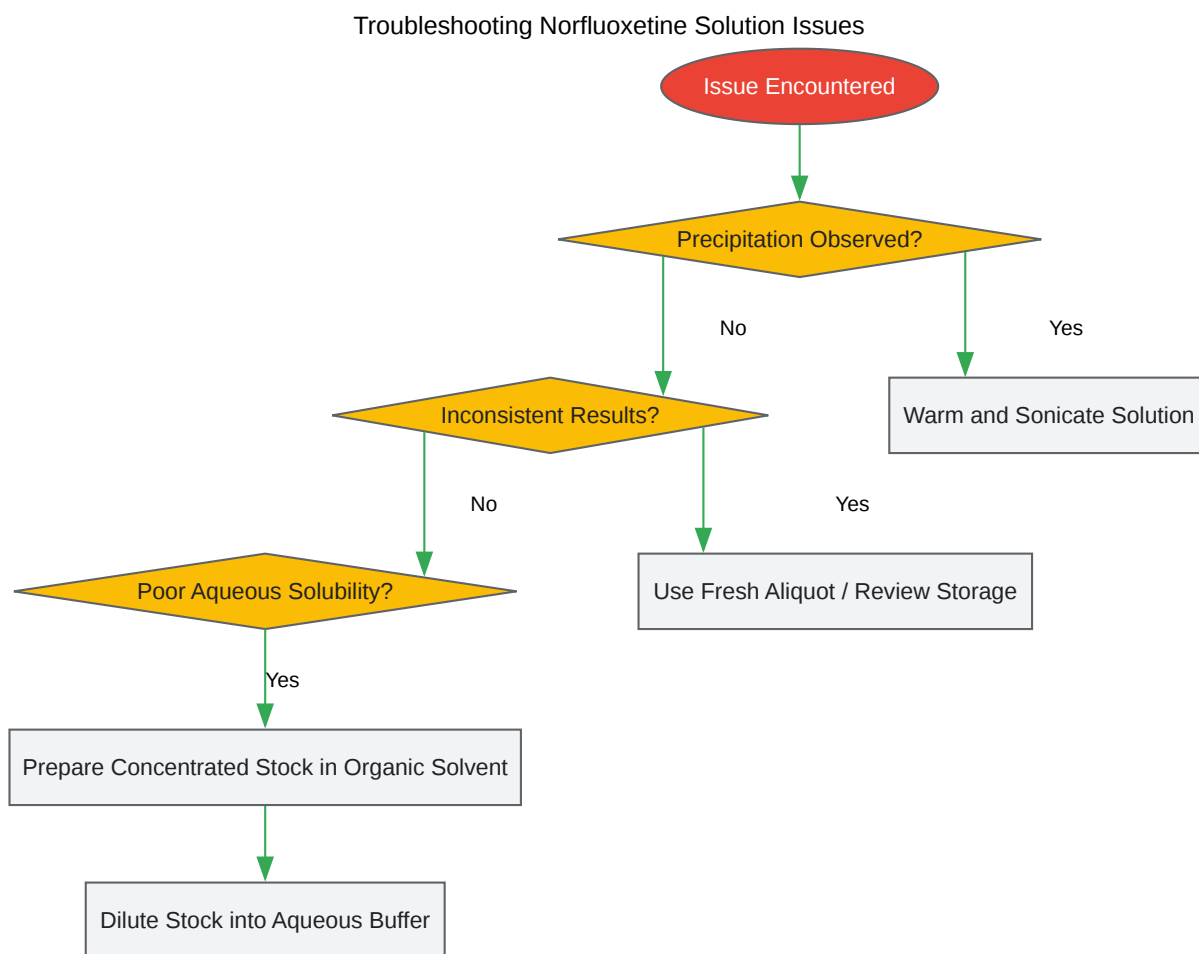 Troubleshooting Norfluoxetine Solution Issues
Issue Encountered
Precipitation Observed?
No
Yes
Inconsistent Results?
Warm and Sonicate Solution
No
Yes
Poor Aqueous Solubility?
Use Fresh Aliquot / Review Storage
Yes
Prepare Concentrated Stock in Organic Solvent
Dilute Stock into Aqueous Buffer